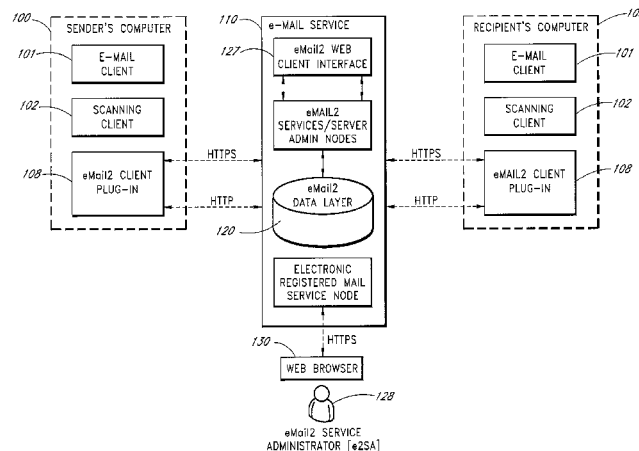 100
SENDER'S COMPUTER
101
E-MAIL
CLIENT
102
SCANNING
CLIENT
108
eMail2 CLIENT
PLUG-IN
HTTPS
HTTP
110
e-MAIL SERVICE
127
eMail2 WEB
CLIENT INTERFACE
eMAIL2
SERVICES/SERVER
ADMIN NODES
eMail2
DATA LAYER
120
ELECTRONIC
REGISTERED MAIL
SERVICE NODE
HTTPS
130
WEB BROWSER
128
eMail2 SERVICE
ADMINISTRATOR [e2SA]
HTTPS
HTTP
10
RECIPIENT'S COMPUTER
E-MAIL
CLIENT
101
SCANNING
CLIENT
102
eMAIL2 CLIENT
PLUG-IN
108